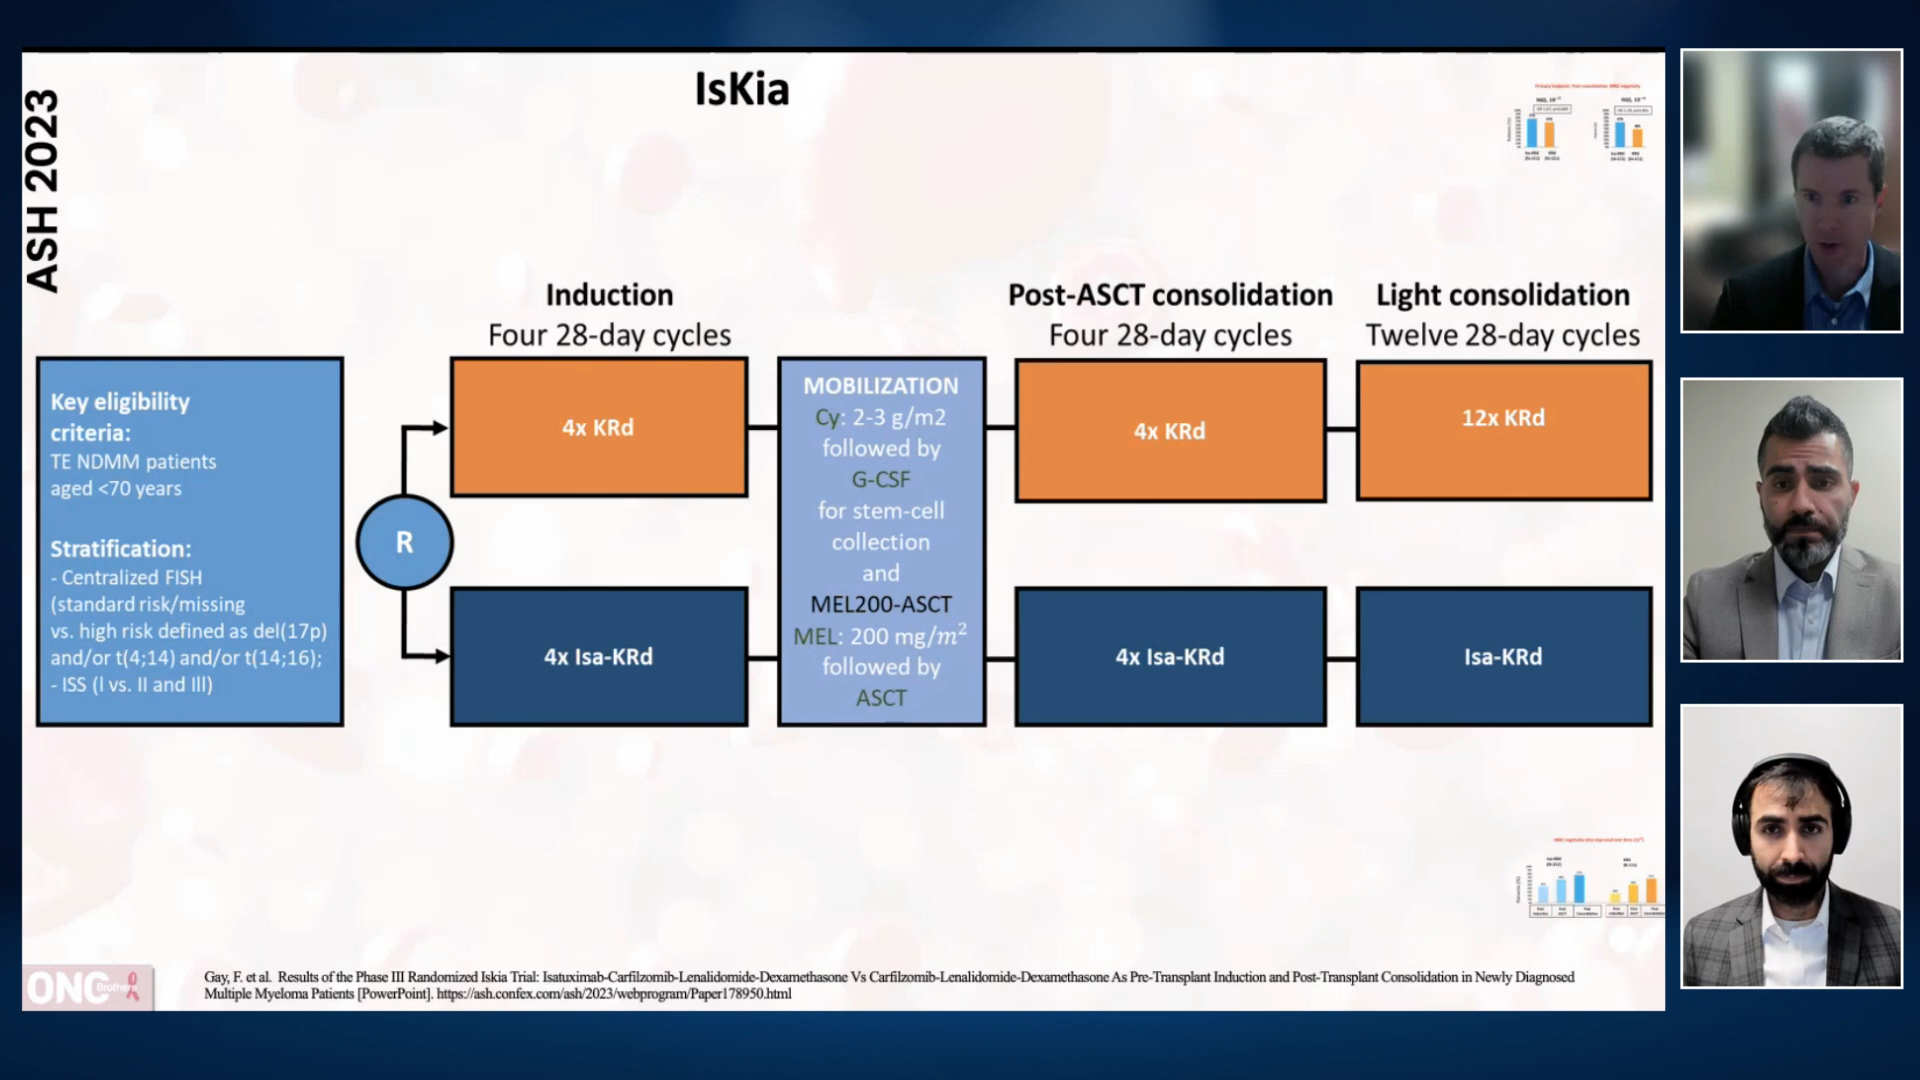 ASH 2023
IsKia
Induction
Four 28-day cycles
Post-ASCT consolidation
Four 28-day cycles
Light consolidation
Twelve 28-day cycles
Key eligibility
criteria:
TE NDMM patients
aged <70 years
Stratification:
- Centralized FISH
(standard risk/missing
vs. high risk defined as del(17p)
and/or t(4;14) and/or t(14;16);
- ISS (I vs. II and III)
R
4x KRd
4x Isa-KRd
MOBILIZATION
Cy: 2-3 g/m2
followed by
G-CSF
for stem-cell
collection
and
MEL200-ASCT
MEL: 200 mg/m²
followed by
ASCT
4x KRd
4x Isa-KRd
12x KRd
Isa-KRd
ONC Brothers
Gay, F. et al. Results of the Phase III Randomized Iskia Trial: Isatuximab-Carfilzomib-Lenalidomide-Dexamethasone Vs Carfilzomib-Lenalidomide-Dexamethasone As Pre-Transplant Induction and Post-Transplant Consolidation in Newly Diagnosed
Multiple Myeloma Patients [PowerPoint]. https://ash.confex.com/ash/2023/webprogram/Paper178950.html